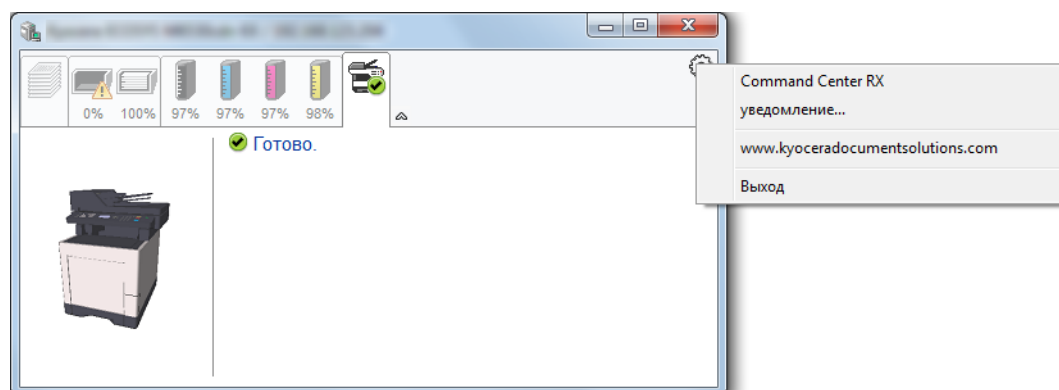 0% 100% 97% 97% 97% 98%
Готово.
Command Center RX
уведомление...
www.kyoceradocumentsolutions.com
Выход